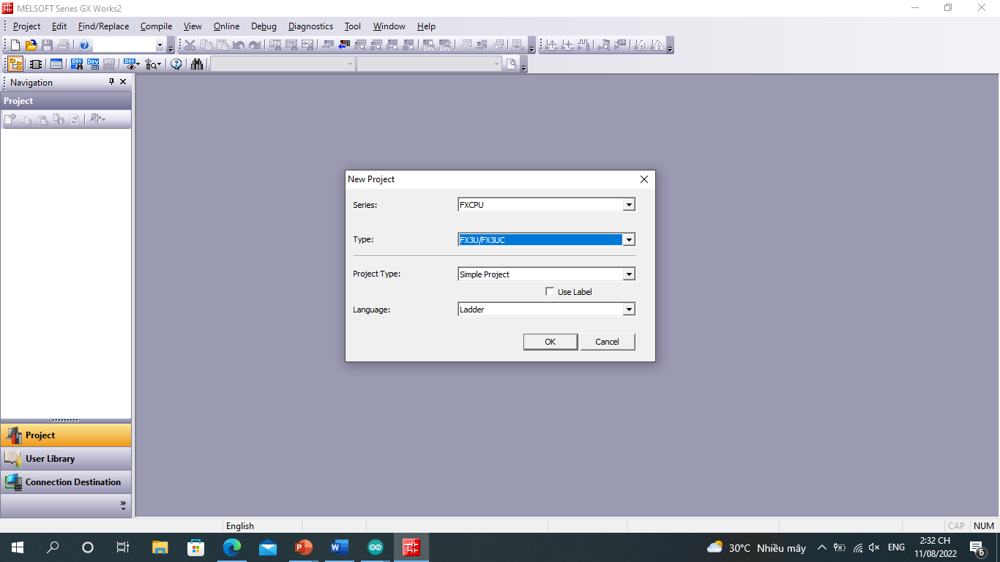 MELSOFT Series GX Works2
Project Edit Find/Replace Compile View Online Debug Diagnostics Tool Window Help
Navigation
Project
New Project
Series: FXCPU
Type: FX3U/FX3UC
Project Type: Simple Project
Use Label
Language: Ladder
OK Cancel
Project
User Library
Connection Destination
English
CAP NUM
30°C Nhiều mây
ENG
2:32 CH
11/08/2022
6